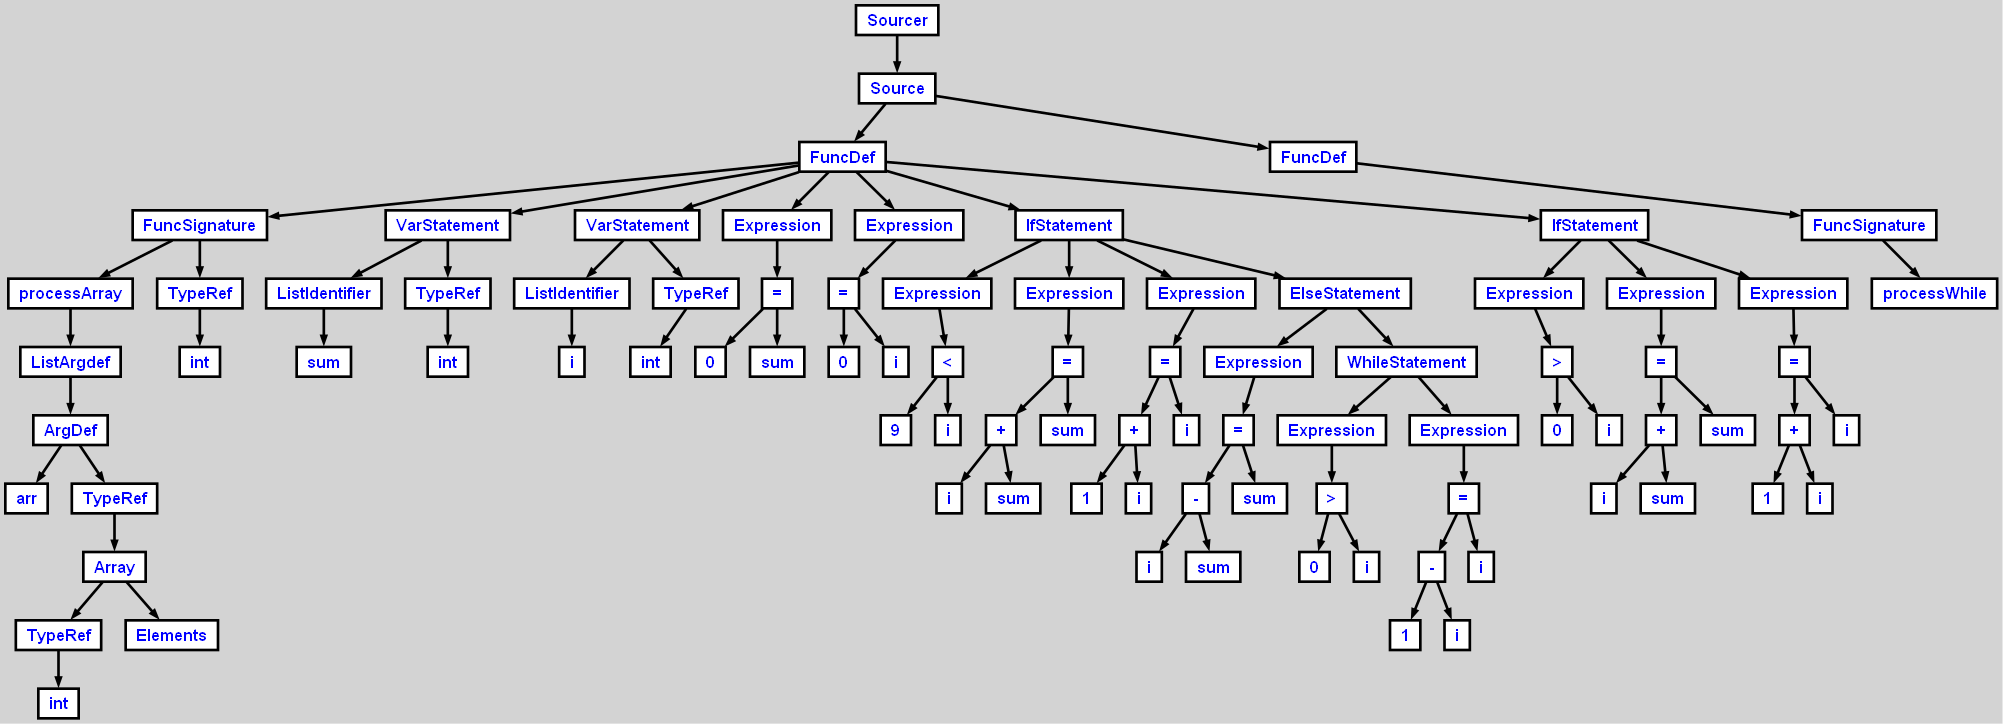 Sourcer
Source
FuncDef FuncDef
FuncSignature VarStatement VarStatement Expression Expression IfStatement IfStatement FuncSignature
processArray TypeRef ListIdentifier TypeRef ListIdentifier TypeRef = = Expression Expression Expression ElseStatement Expression Expression Expression processWhile
ListArgdef int sum int i int 0 sum 0 i < = = Expression WhileStatement > = =
ArgDef 9 i + sum + i = Expression Expression 0 i + sum + i
arr TypeRef i sum 1 i - sum > = i sum 1 i
Array i sum 0 i - i
TypeRef Elements 1 i
int